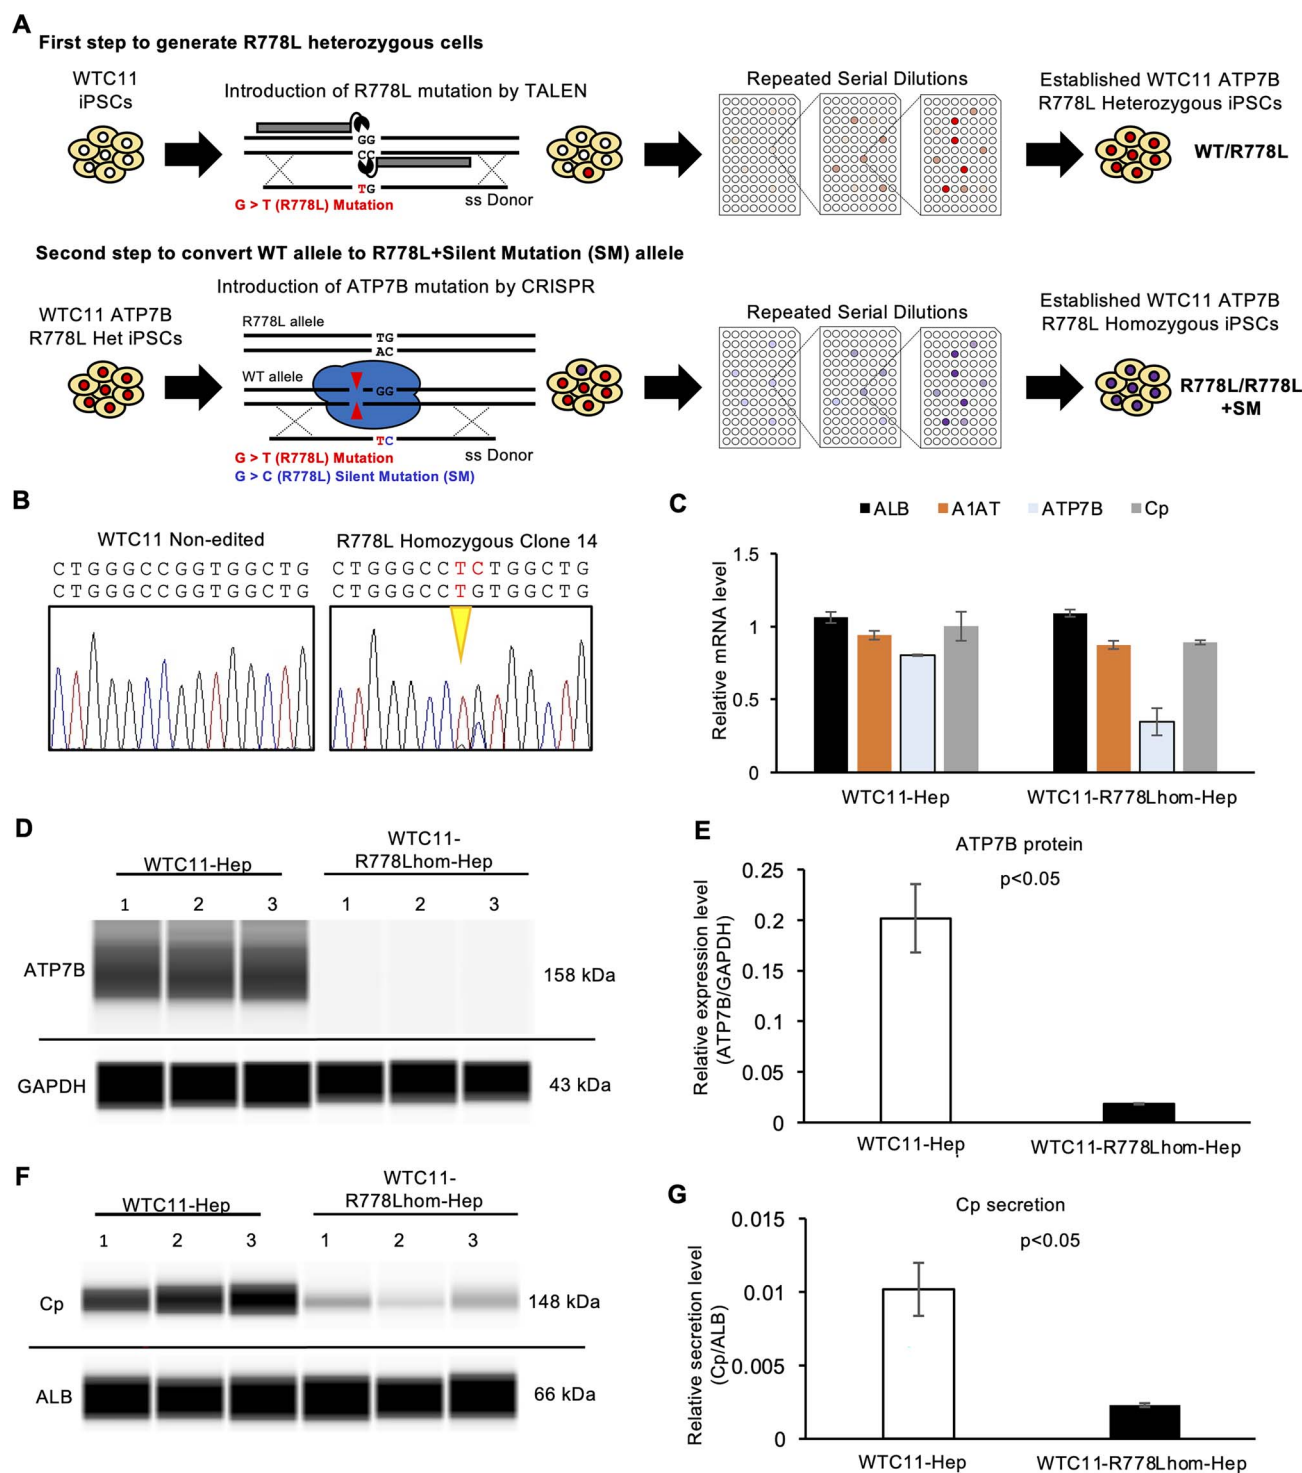 A
First step to generate R778L heterozygous cells
WTC11
iPSCs
Introduction of R778L mutation by TALEN
GG
CC
TG
G > T (R778L) Mutation
ss Donor
Repeated Serial Dilutions
Established WTC11 ATP7B
R778L Heterozygous iPSCs
WT/R778L
Second step to convert WT allele to R778L+Silent Mutation (SM) allele
Introduction of ATP7B mutation by CRISPR
WTC11 ATP7B
R778L Het iPSCs
R778L allele
TG
AC
WT allele
GG
TC
G > T (R778L) Mutation
ss Donor
G > C (R778L) Silent Mutation (SM)
Repeated Serial Dilutions
Established WTC11 ATP7B
R778L Homozygous iPSCs
R778L/R778L
+SM
B
WTC11 Non-edited
CTGGGCCGGTGGCTG
CTGGGCCGGTGGCTG
R778L Homozygous Clone 14
CTGGGCCTCTGGCTG
CTGGGCCTGTGGCTG
C
ALB A1AT ATP7B Cp
Relative mRNA level
1.5
1
0.5
0
WTC11-Hep
WTC11-R778Lhom-Hep
D
WTC11-Hep
WTC11-
R778Lhom-Hep
1 2 3 1 2 3
ATP7B
158 kDa
GAPDH
43 kDa
E
ATP7B protein
p<0.05
Relative expression level
(ATP7B/GAPDH)
0.25
0.2
0.15
0.1
0.05
0
WTC11-Hep
WTC11-R778Lhom-Hep
F
WTC11-Hep
WTC11-
R778Lhom-Hep
1 2 3 1 2 3
Cp
148 kDa
ALB
66 kDa
G
Cp secretion
p<0.05
Relative secretion level
(Cp/ALB)
0.015
0.01
0.005
0
WTC11-Hep
WTC11-R778Lhom-Hep